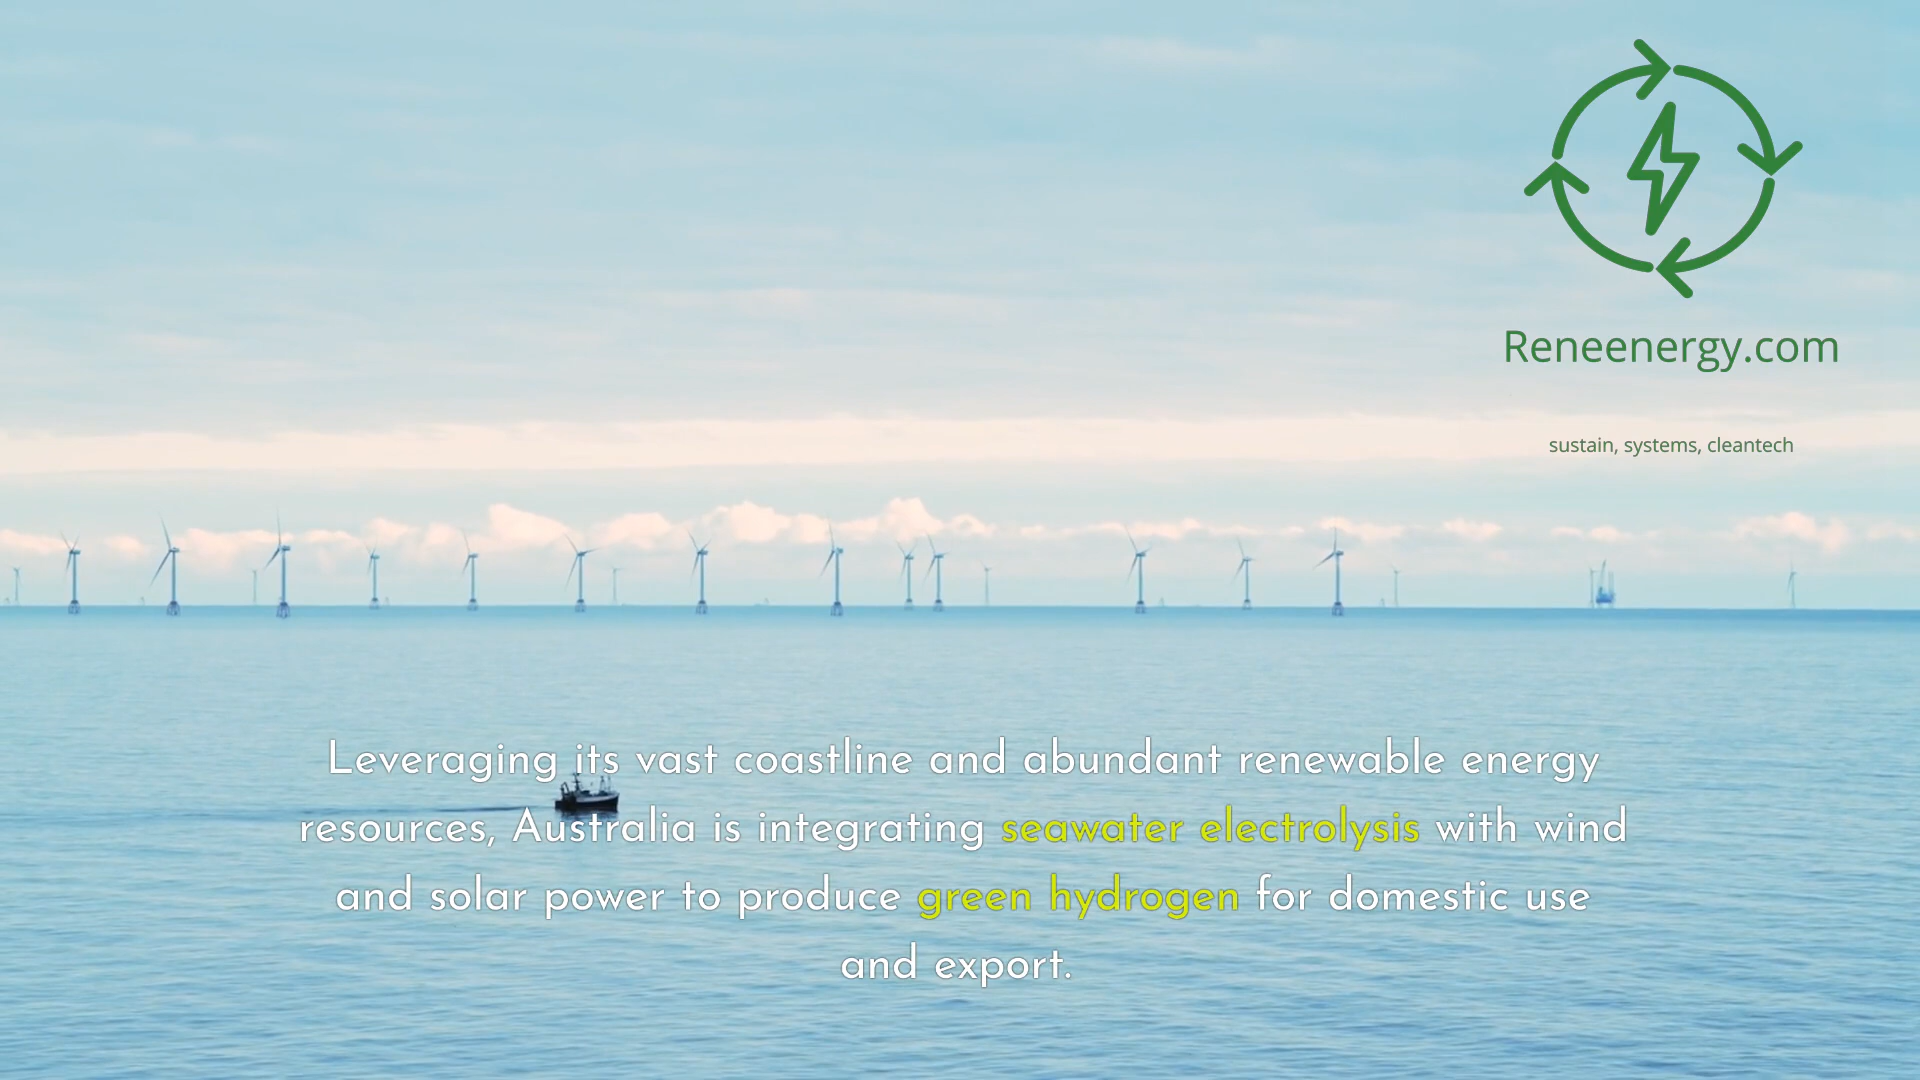 Reneenergy.com
sustain, systems, cleantech
Leveraging its vast coastline and abundant renewable energy
resources, Australia is integrating seawater electrolysis with wind
and solar power to produce green hydrogen for domestic use
and export.